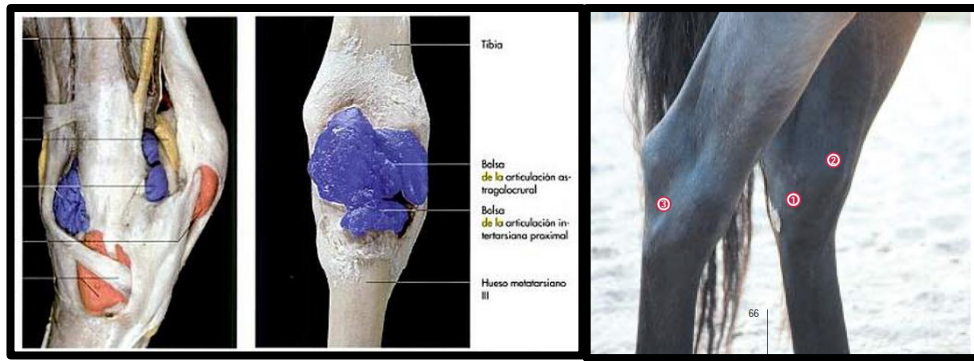 Tibia
Bolsa
de la articulación as-
tragalocrural
Bolsa
de la articulación in-
tertarsiana proximal
Hueso metatarsiano
III
②
①
③
66